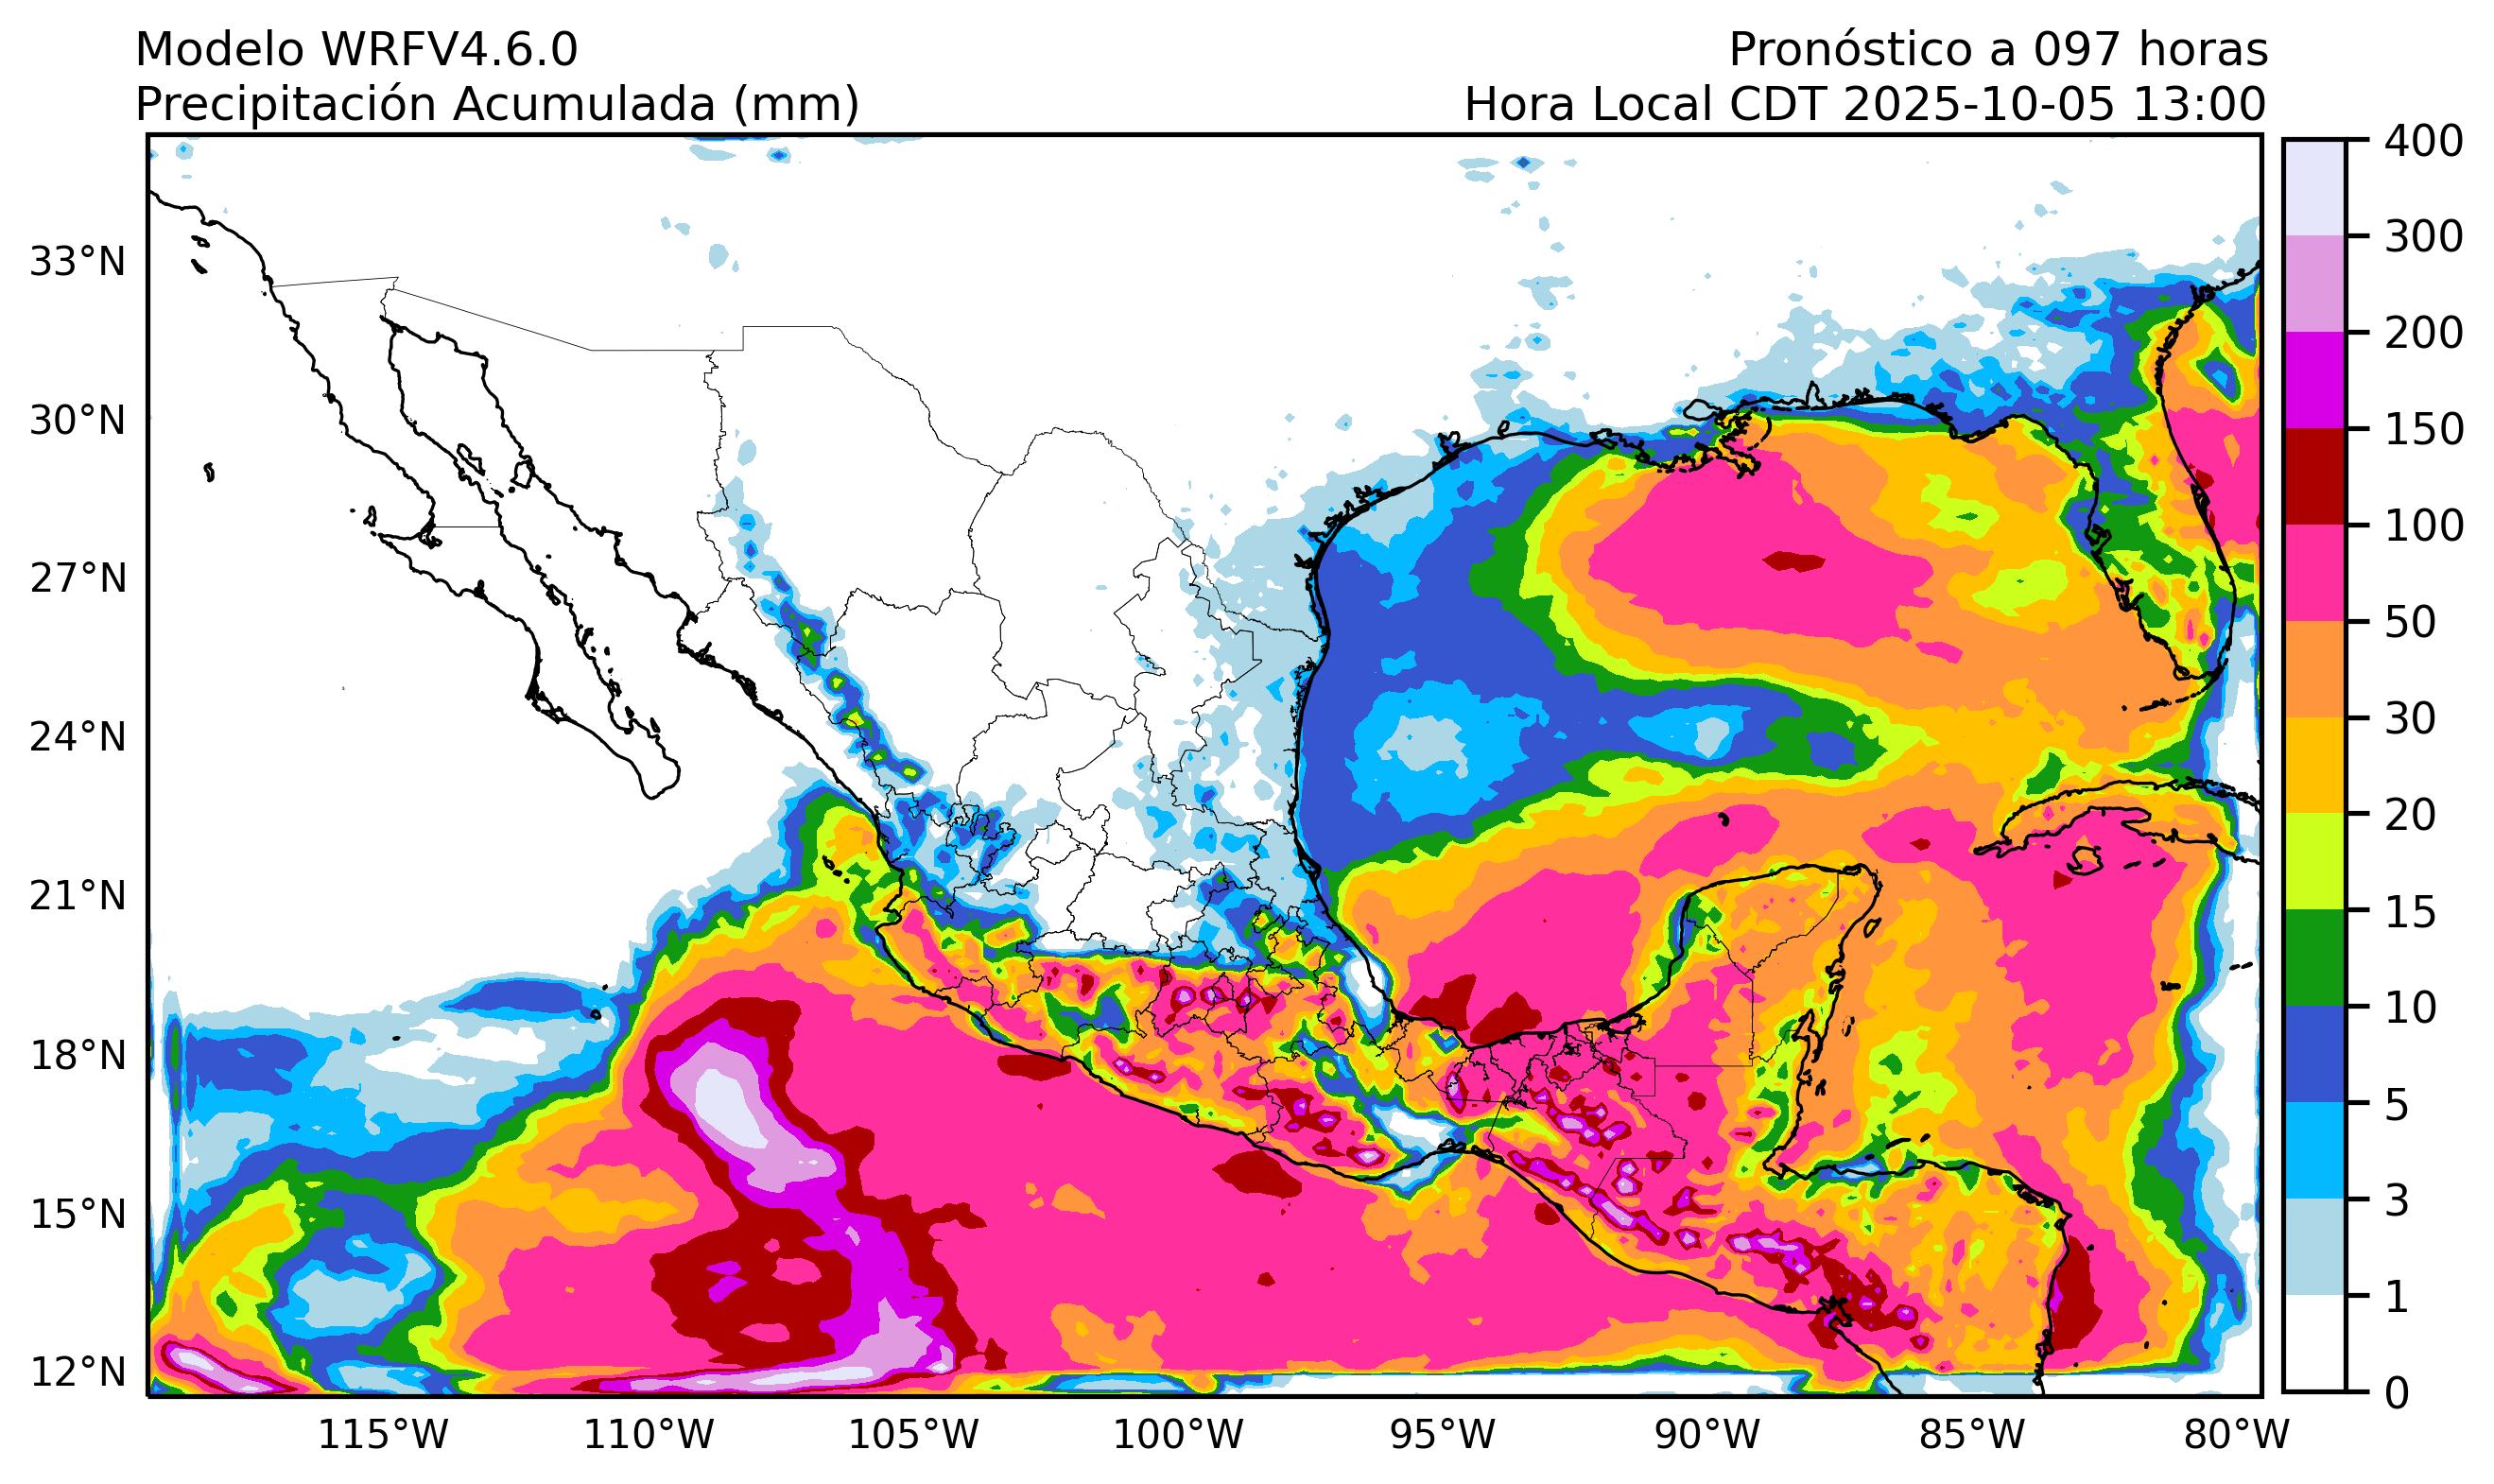 Modelo WRFV4.6.0
Precipitación Acumulada (mm)
Pronóstico a 097 horas
Hora Local CDT 2025-10-05 13:00
33°N
30°N
27°N
24°N
21°N
18°N
15°N
12°N
115°W
110°W
105°W
100°W
95°W
90°W
85°W
80°W
400
300
200
150
100
50
30
20
15
10
5
3
1
0